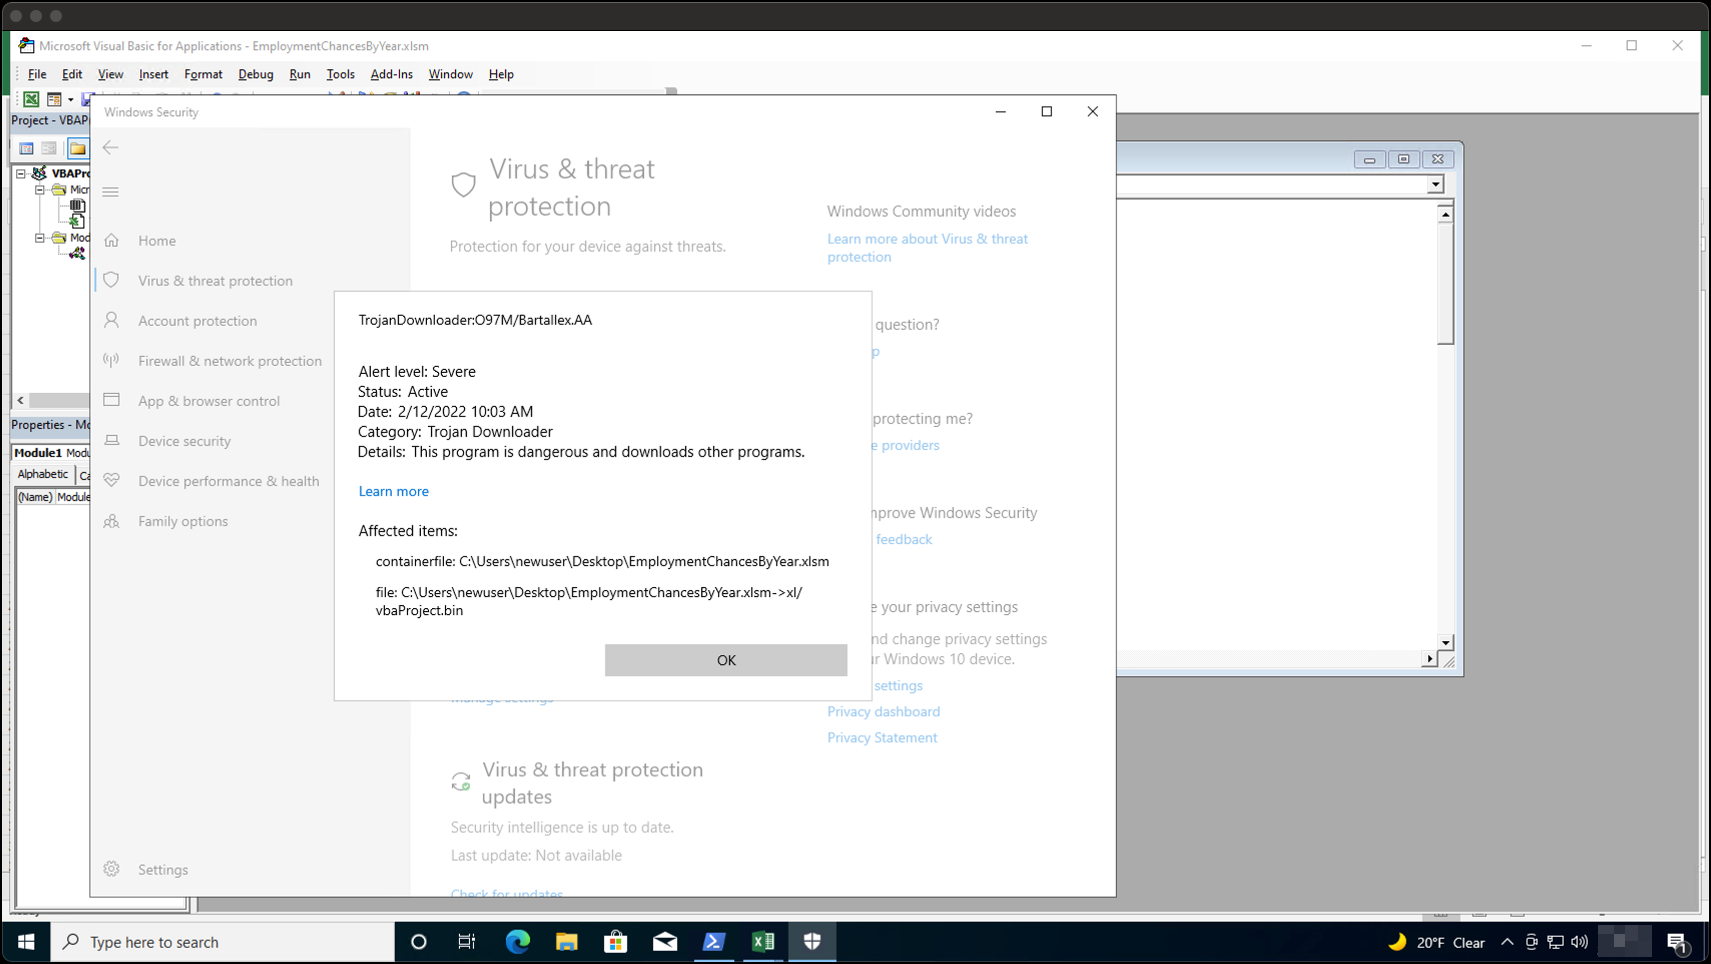 Microsoft Visual Basic for Applications - EmploymentChancesByYear.xlsm
File Edit View Insert Format Debug Run Tools Add-Ins Window Help
Project - VBAPr
VBAPro
Micr
Mod
Properties - Mo
Module1 Modu
Alphabetic Ca
(Name) Module
Windows Security
Home
Virus & threat protection
Account protection
Firewall & network protection
App & browser control
Device security
Device performance & health
Family options
Settings
Virus & threat
protection
Protection for your device against threats.
Windows Community videos
Learn more about Virus & threat
protection
question?
p
protecting me?
e providers
mprove Windows Security
feedback
e your privacy settings
nd change privacy settings
ur Windows 10 device.
settings
Privacy dashboard
Privacy Statement
TrojanDownloader:O97M/Bartallex.AA
Alert level: Severe
Status: Active
Date: 2/12/2022 10:03 AM
Category: Trojan Downloader
Details: This program is dangerous and downloads other programs.
Learn more
Affected items:
containerfile: C:\Users\newuser\Desktop\EmploymentChancesByYear.xlsm
file: C:\Users\newuser\Desktop\EmploymentChancesByYear.xlsm->xl/
vbaProject.bin
OK
Manage settings
Virus & threat protection
updates
Security intelligence is up to date.
Last update: Not available
Check for updates
Type here to search
20°F Clear
1